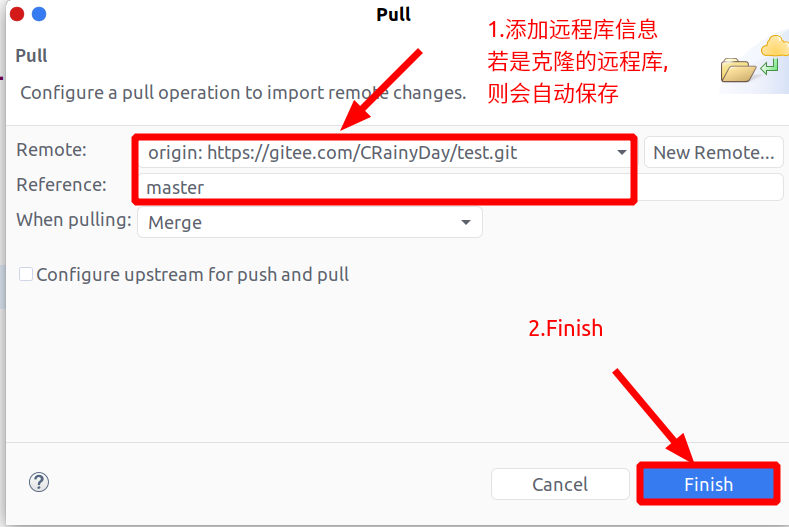 Pull
1.添加远程库信息
若是克隆的远程库,
则会自动保存
Pull
Configure a pull operation to import remote changes.
Remote: origin: https://gitee.com/CRainyDay/test.git New Remote...
Reference: master
When pulling: Merge
Configure upstream for push and pull
2.Finish
? Cancel Finish